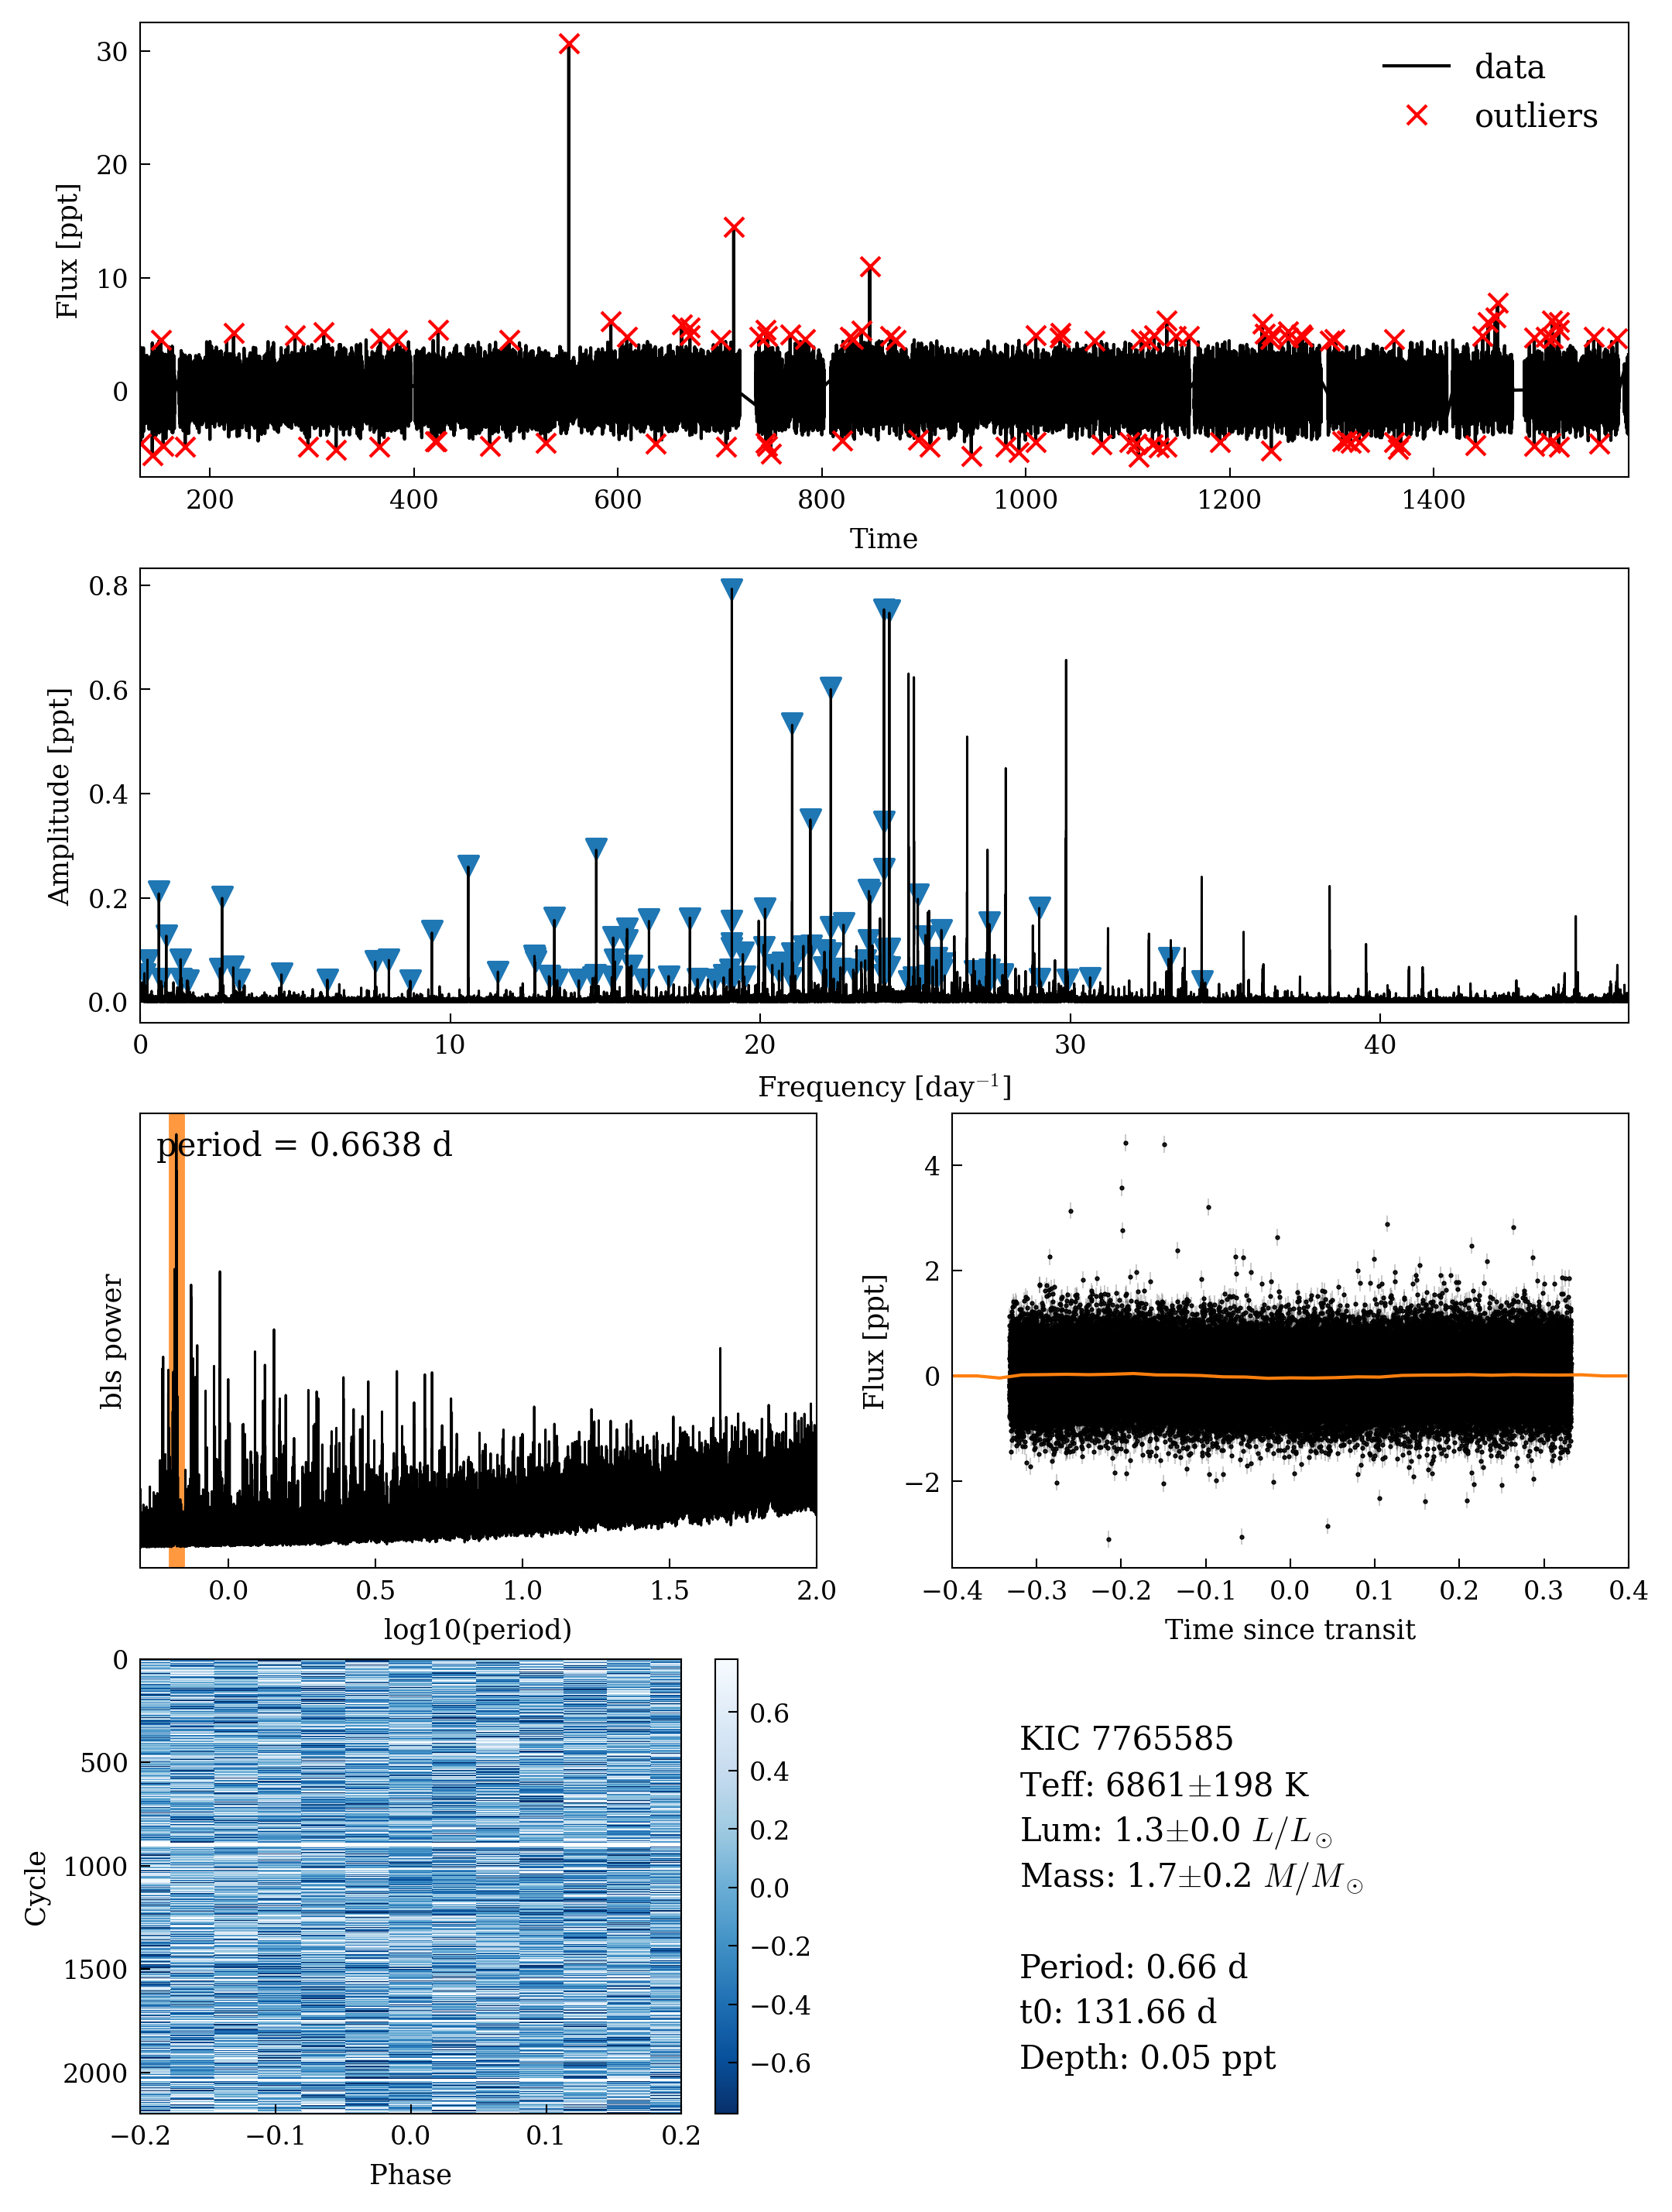 30
20
10
0
Flux [ppt]
data
outliers
200 400 600 800 1000 1200 1400
Time
0.8
0.6
0.4
0.2
0.0
Amplitude [ppt]
0 10 20 30 40
Frequency [day⁻¹]
period = 0.6638 d
bls power
0.0 0.5 1.0 1.5 2.0
log10(period)
4
2
0
−2
Flux [ppt]
−0.4 −0.3 −0.2 −0.1 0.0 0.1 0.2 0.3 0.4
Time since transit
0
500
1000
1500
2000
Cycle
−0.2 −0.1 0.0 0.1 0.2
Phase
0.6
0.4
0.2
0.0
−0.2
−0.4
−0.6
KIC 7765585
Teff: 6861±198 K
Lum: 1.3±0.0 L/L⊙
Mass: 1.7±0.2 M/M⊙
Period: 0.66 d
t0: 131.66 d
Depth: 0.05 ppt